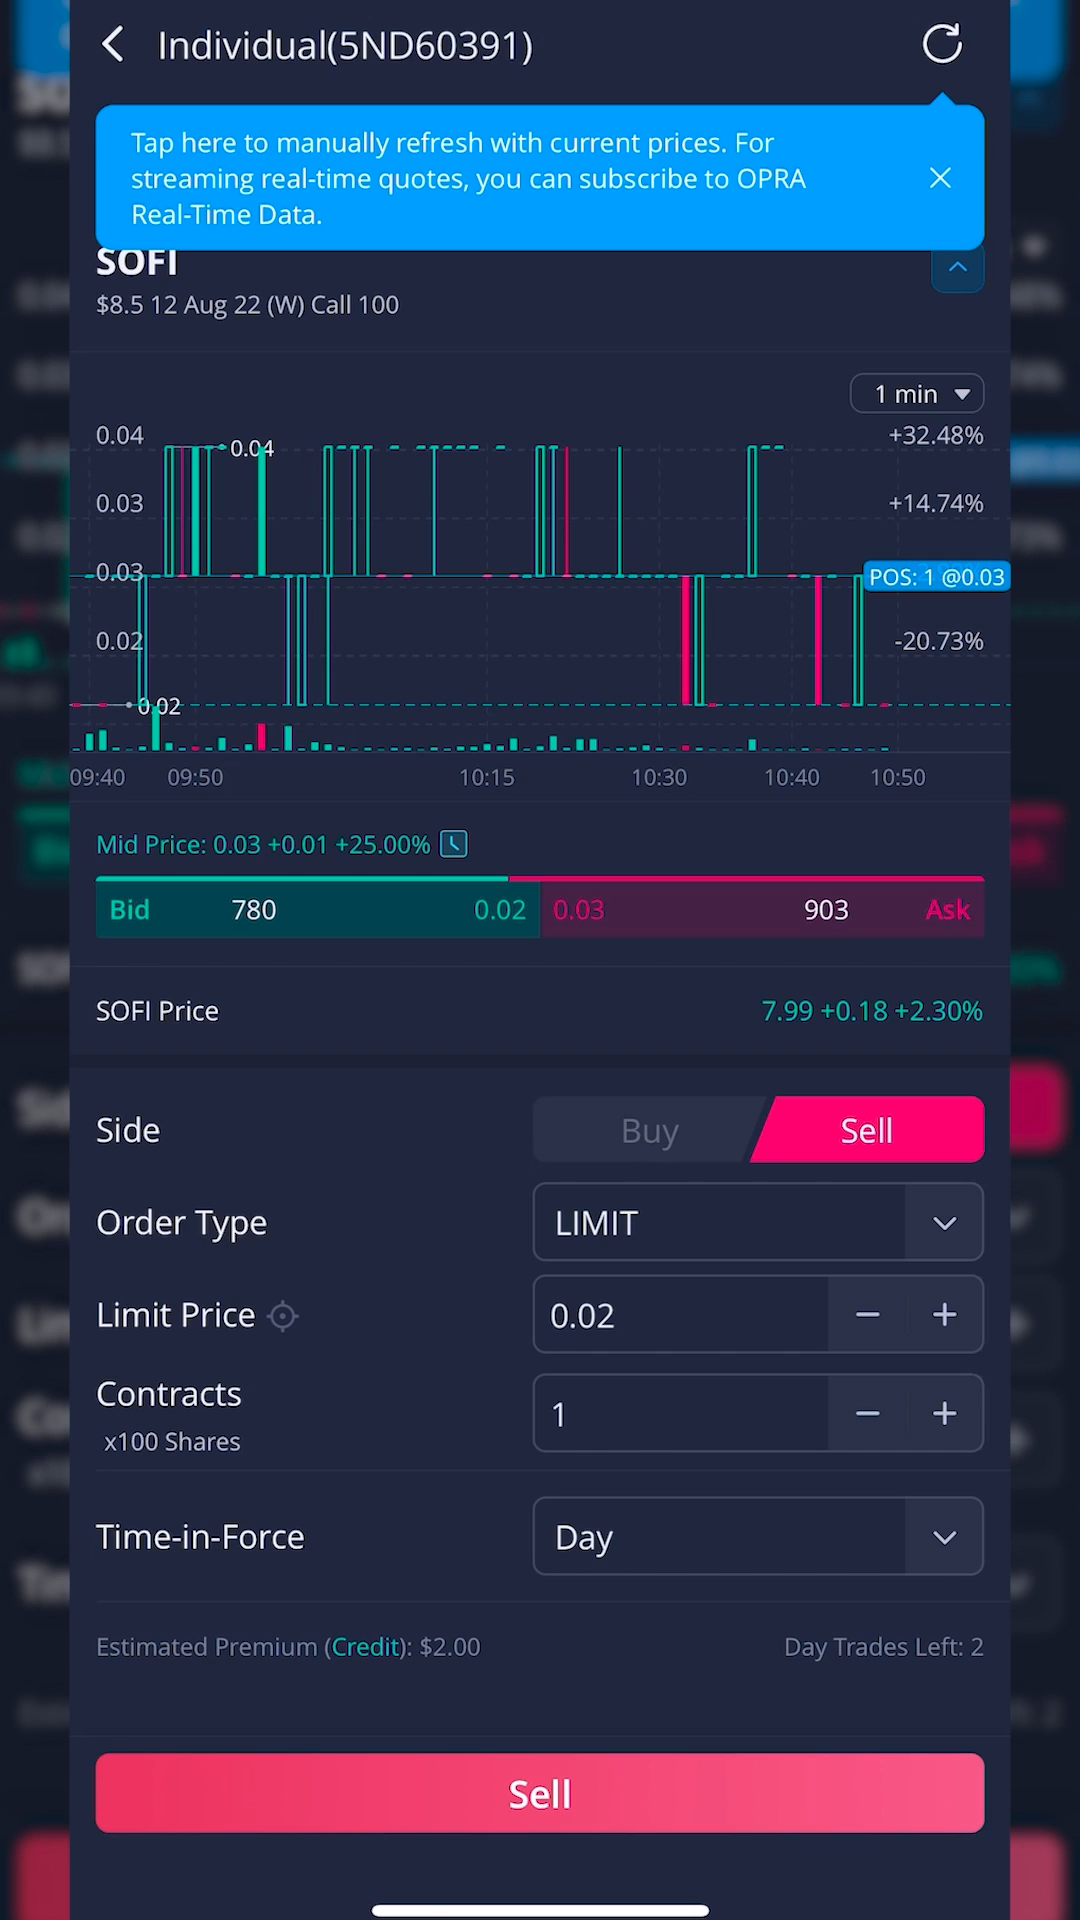 Individual(5ND60391)
Tap here to manually refresh with current prices. For
streaming real-time quotes, you can subscribe to OPRA
Real-Time Data.
SOFI
$8.5 12 Aug 22 (W) Call 100
1 min
0.04
0.04
+32.48%
0.03
+14.74%
0.03
POS: 1 @0.03
0.02
-20.73%
0.02
09:40 09:50 10:15 10:30 10:40 10:50
Mid Price: 0.03 +0.01 +25.00%
Bid 780 0.02 0.03 903 Ask
SOFI Price 7.99 +0.18 +2.30%
Side Buy Sell
Order Type LIMIT
Limit Price 0.02
Contracts 1
x100 Shares
Time-in-Force Day
Estimated Premium (Credit): $2.00 Day Trades Left: 2
Sell